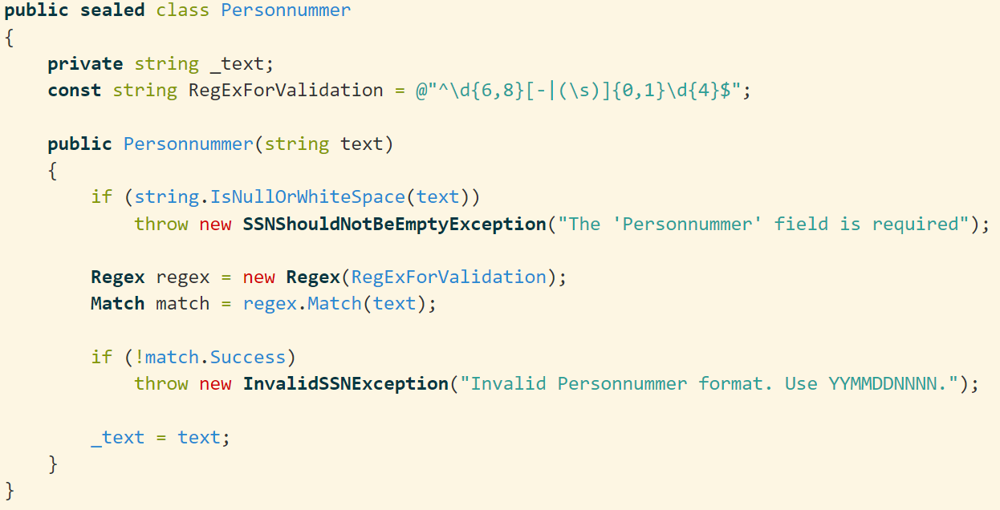 public sealed class Personnummer
{
    private string _text;
    const string RegExForValidation = @"^\d{6,8}[-|(\s)]{0,1}\d{4}$";

    public Personnummer(string text)
    {
        if (string.IsNullOrWhiteSpace(text))
            throw new SSNShouldNotBeEmptyException("The 'Personnummer' field is required");

        Regex regex = new Regex(RegExForValidation);
        Match match = regex.Match(text);

        if (!match.Success)
            throw new InvalidSSNException("Invalid Personnummer format. Use YYMMDDNNNN.");

        _text = text;
    }
}